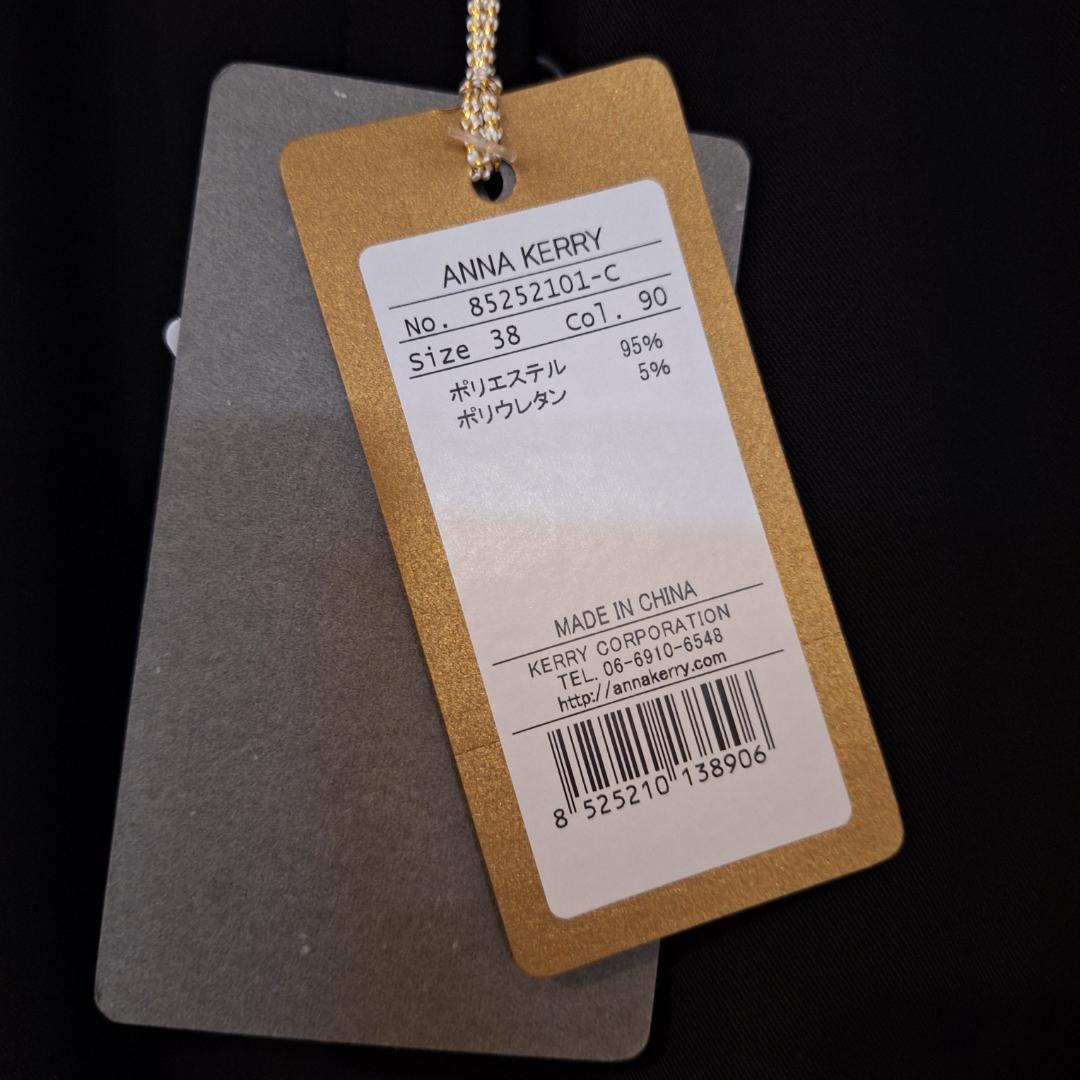 ANNA KERRY
No. 85252101-C
Size 38 Col. 90
ポリエステル 95%
ポリウレタン 5%
MADE IN CHINA
KERRY CORPORATION
TEL. 06-6910-6548
http://annakerry.com
8 525210 138906